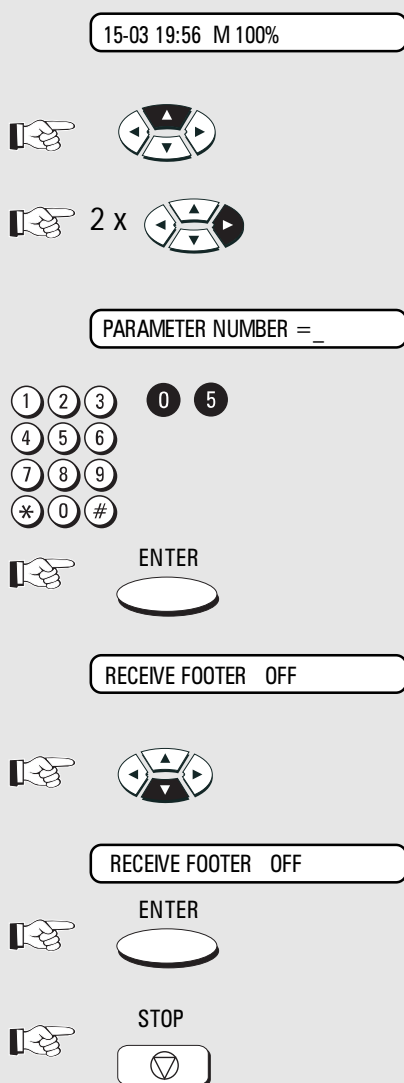 15-03 19:56 M 100%
2 x
PARAMETER NUMBER =_
1 2 3 0 5
4 5 6
7 8 9
* 0 #
ENTER
RECEIVE FOOTER OFF
RECEIVE FOOTER OFF
ENTER
STOP